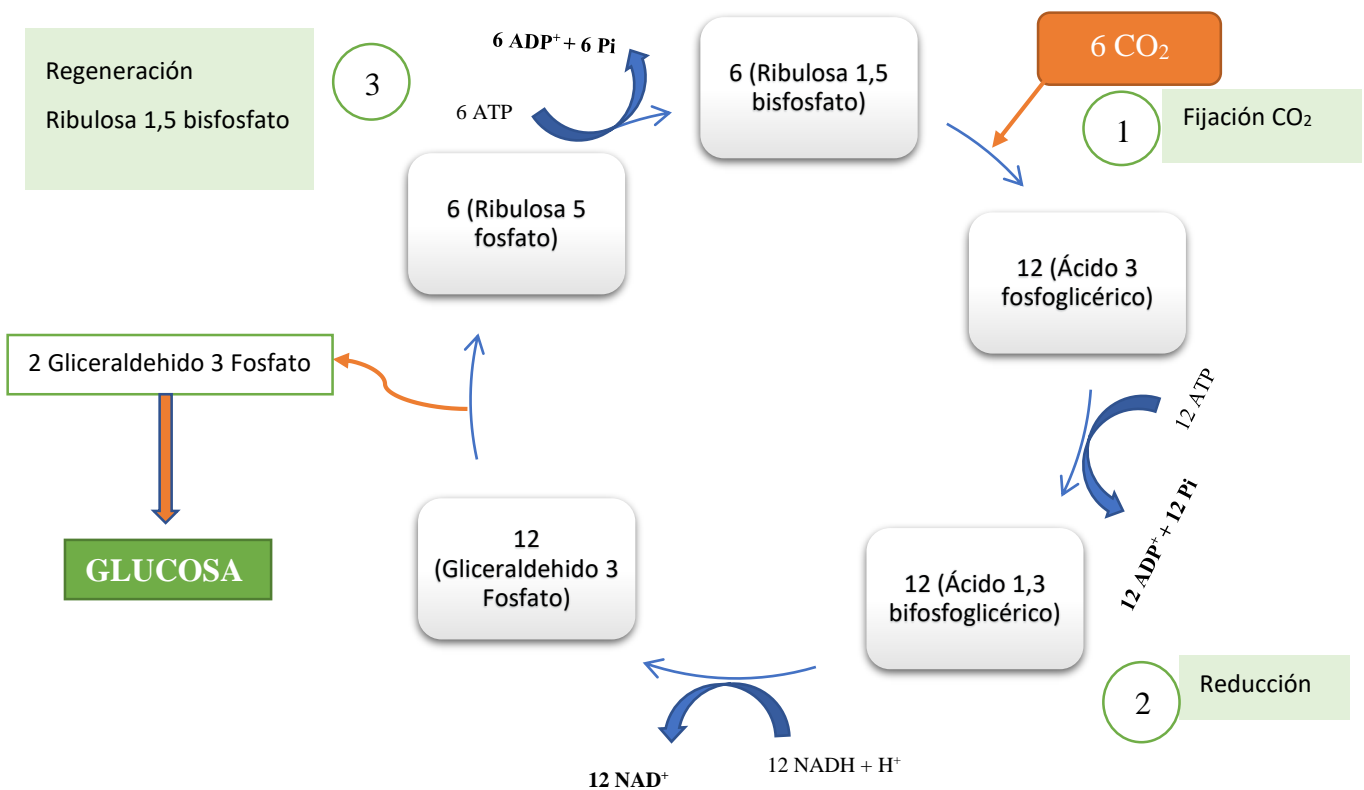 Regeneración
Ribulosa 1,5 bisfosfato
3
6 ADP⁺ + 6 Pi
6 ATP
6 (Ribulosa 1,5
bisfosfato)
6 CO₂
1
Fijación CO₂
6 (Ribulosa 5
fosfato)
12 (Ácido 3
fosfoglicérico)
2 Gliceraldehido 3 Fosfato
12 ATP
12 ADP⁺ + 12 Pi
GLUCOSA
12
(Gliceraldehido 3
Fosfato)
12 (Ácido 1,3
bifosfoglicérico)
2
Reducción
12 NAD⁺
12 NADH + H⁺